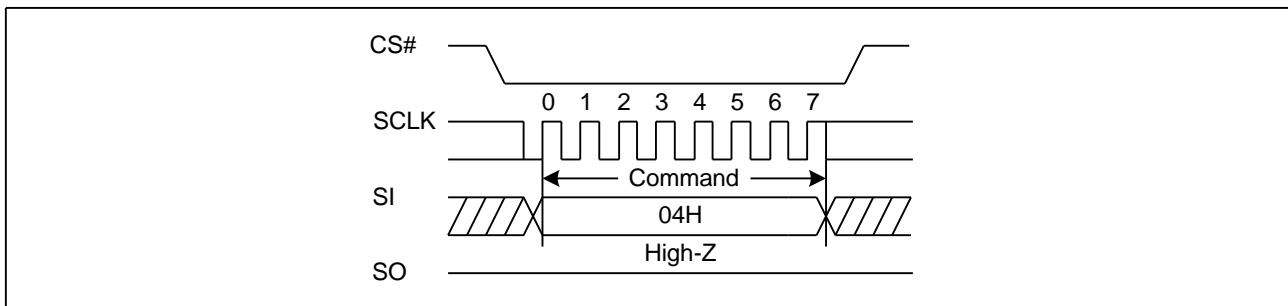 CS#
0 1 2 3 4 5 6 7
SCLK
Command
SI
04H
High-Z
SO